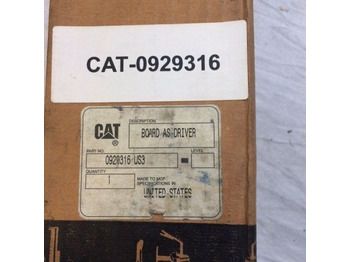 CAT-0929316
DESCRIPTION
CAT ®
BOARD AS-DRIVER
PART NO.
LEVEL
0929316 US3
QUANTITY
1
MADE TO MCF
SPECIFICATIONS IN
UNITED STATES